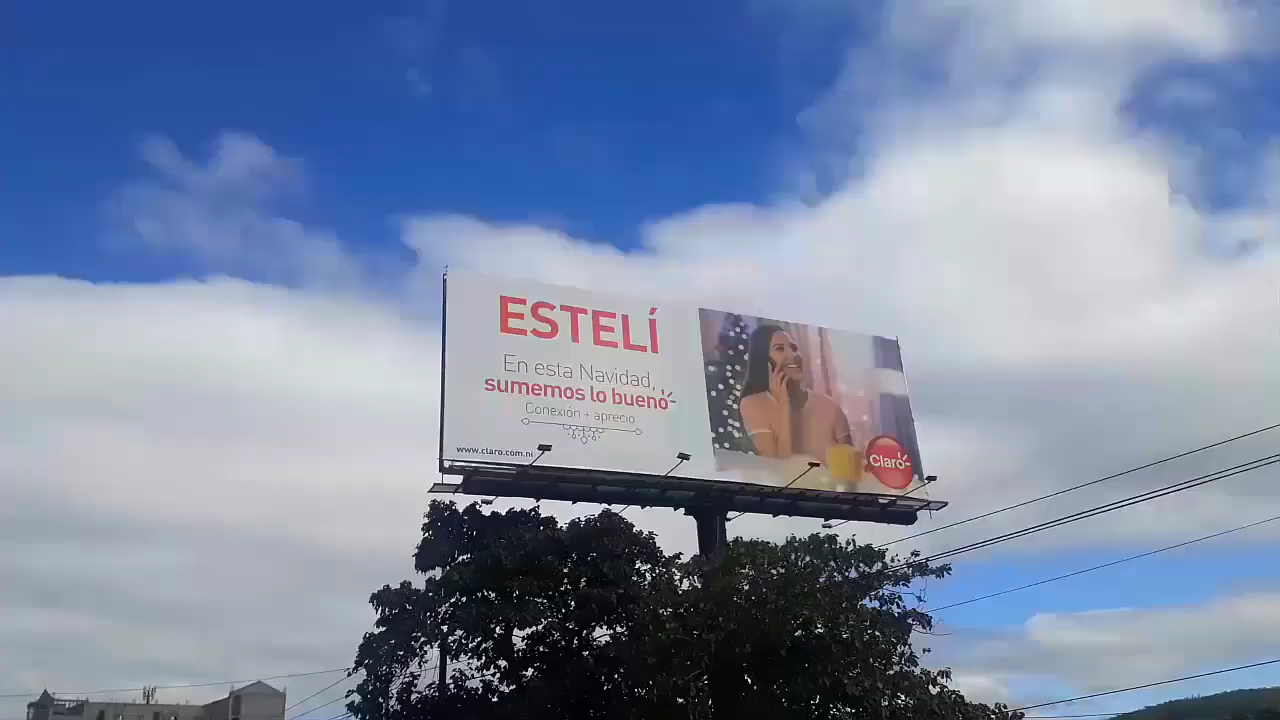 ESTELÍ
En esta Navidad,
sumemos lo bueno
Conexión + aprecio
www.claro.com.ni
Claro